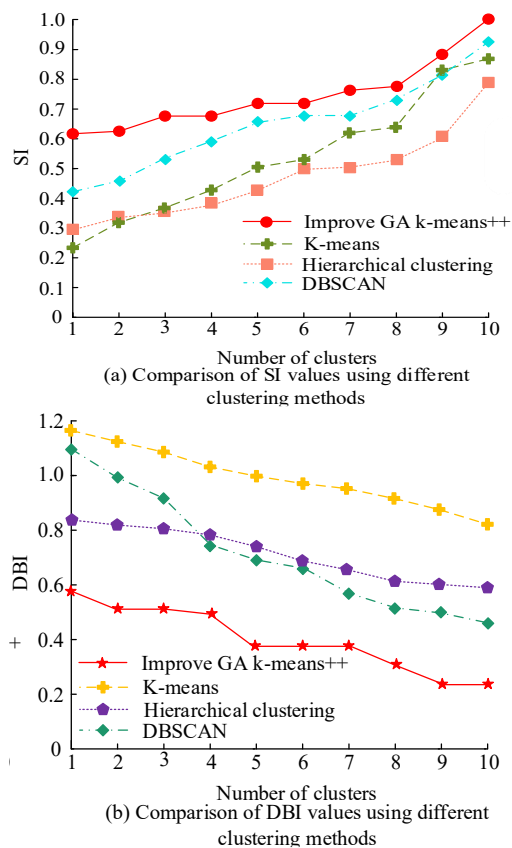 1.0
0.9
0.8
0.7
0.6
0.5
0.4
0.3
0.2
0.1
0
SI
Improve GA k-means++
K-means
Hierarchical clustering
DBSCAN
1 2 3 4 5 6 7 8 9 10
Number of clusters
(a) Comparison of SI values using different
clustering methods
1.2
1.0
0.8
0.6
0.4
0.2
0
+ DBI
Improve GA k-means++
K-means
Hierarchical clustering
DBSCAN
1 2 3 4 5 6 7 8 9 10
Number of clusters
(b) Comparison of DBI values using different
clustering methods